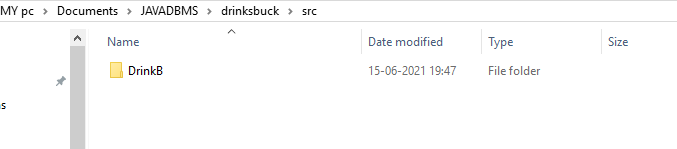 MY pc > Documents > JAVADBMS > drinksbuck > src
Name Date modified Type Size
DrinkB 15-06-2021 19:47 File folder
ns